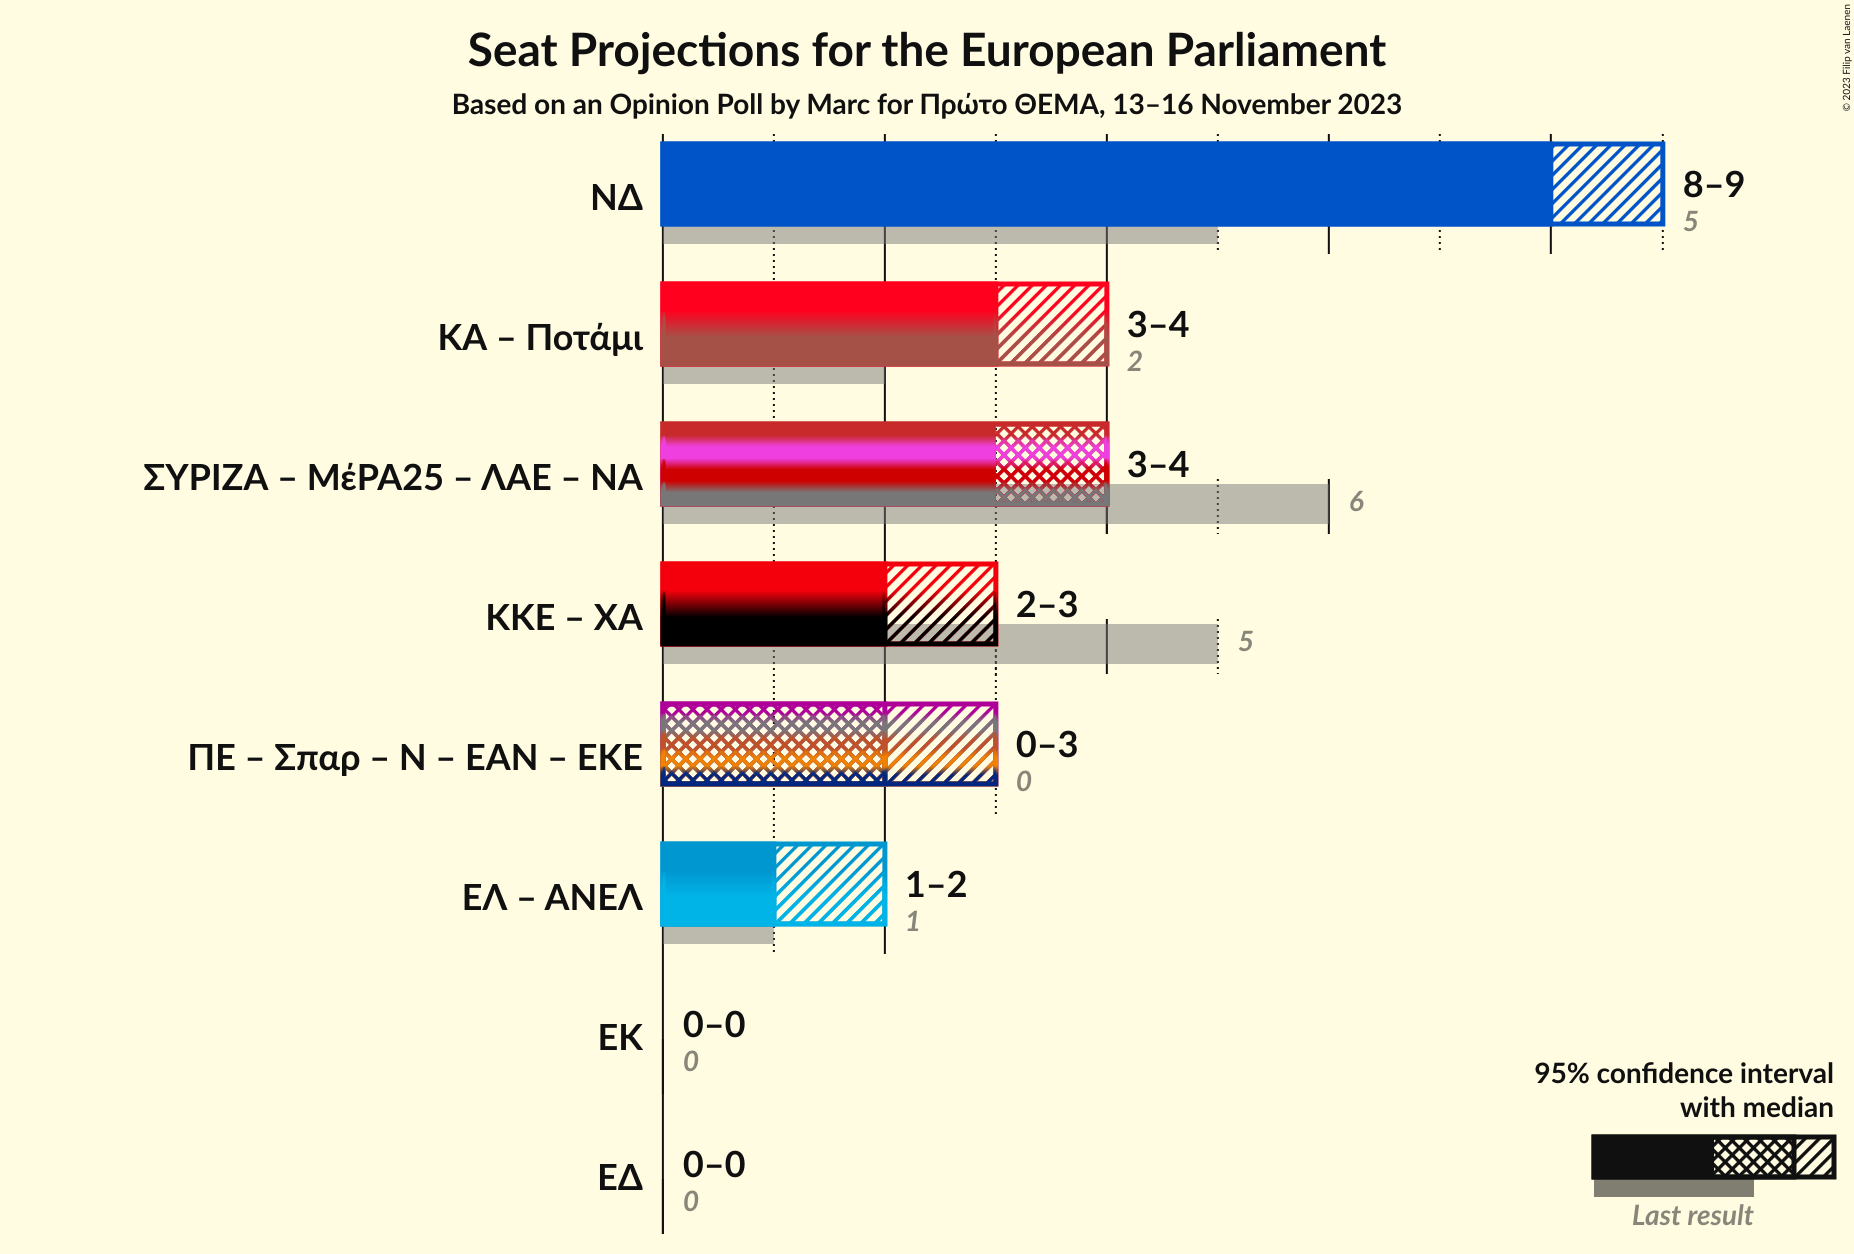 Seat Projections for the European Parliament
Based on an Opinion Poll by Marc for Πρώτο ΘΕΜΑ, 13–16 November 2023
© 2023 Filip van Laenen
ΝΔ
8–9
5
ΚΑ – Ποτάμι
3–4
2
ΣΥΡΙΖΑ – ΜέΡΑ25 – ΛΑΕ – ΝΑ
3–4
6
ΚΚΕ – ΧΑ
2–3
5
ΠΕ – Σπαρ – Ν – ΕΑΝ – ΕΚΕ
0–3
0
ΕΛ – ΑΝΕΛ
1–2
1
ΕΚ
0–0
0
ΕΔ
0–0
0
95% confidence interval
with median
Last result